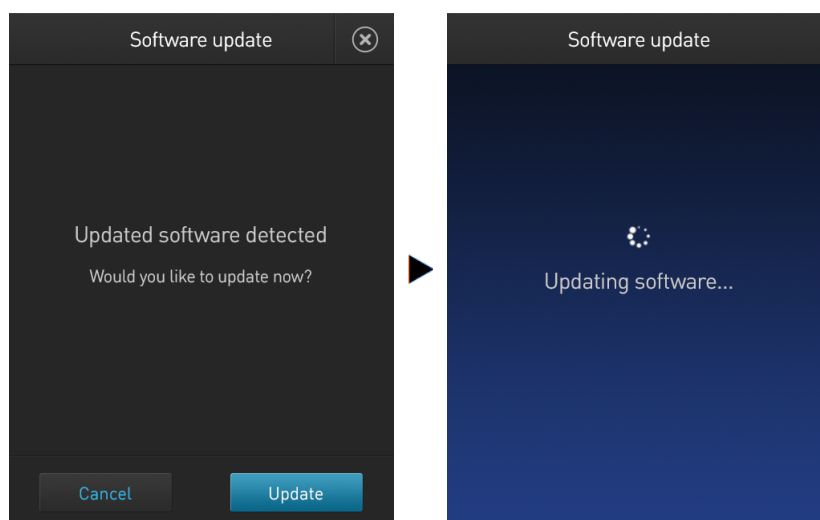 Software update
Updated software detected
Would you like to update now?
Cancel
Update
Software update
Updating software...